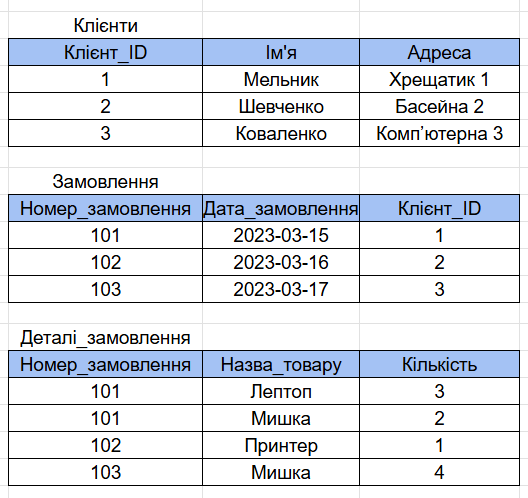 Клієнти
Клієнт_ID Ім'я Адреса
1 Мельник Хрещатик 1
2 Шевченко Басейна 2
3 Коваленко Комп’ютерна 3
Замовлення
Номер_замовлення Дата_замовлення Клієнт_ID
101 2023-03-15 1
102 2023-03-16 2
103 2023-03-17 3
Деталі_замовлення
Номер_замовлення Назва_товару Кількість
101 Лептоп 3
101 Мишка 2
102 Принтер 1
103 Мишка 4